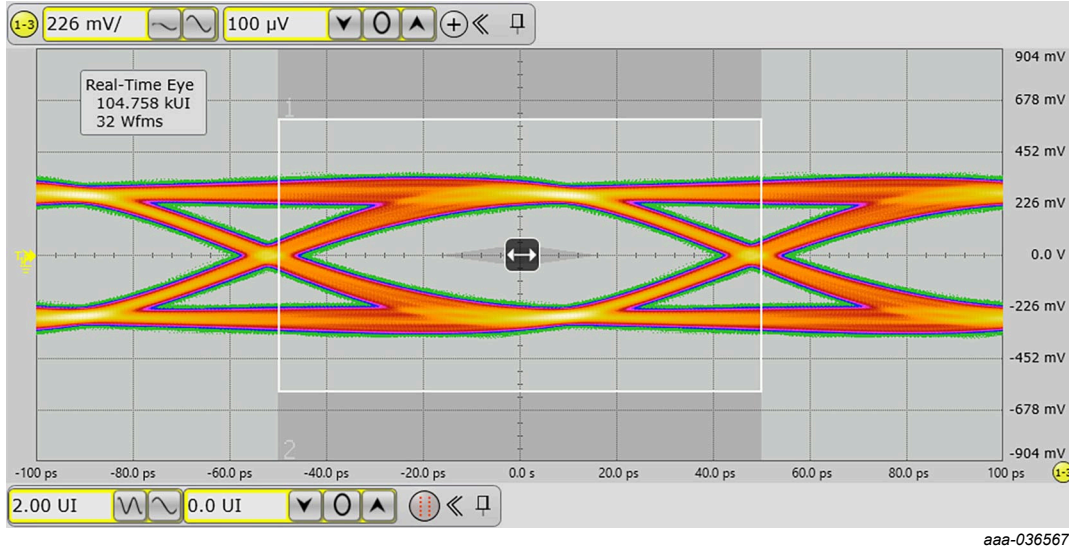 1-3 226 mV/ 100 µV
904 mV
Real-Time Eye
104.758 kUI
32 Wfms
678 mV
1
452 mV
226 mV
0.0 V
-226 mV
-452 mV
-678 mV
2
-904 mV
-100 ps -80.0 ps -60.0 ps -40.0 ps -20.0 ps 0.0 s 20.0 ps 40.0 ps 60.0 ps 80.0 ps 100 ps 1-3
2.00 UI 0.0 UI
aaa-036567